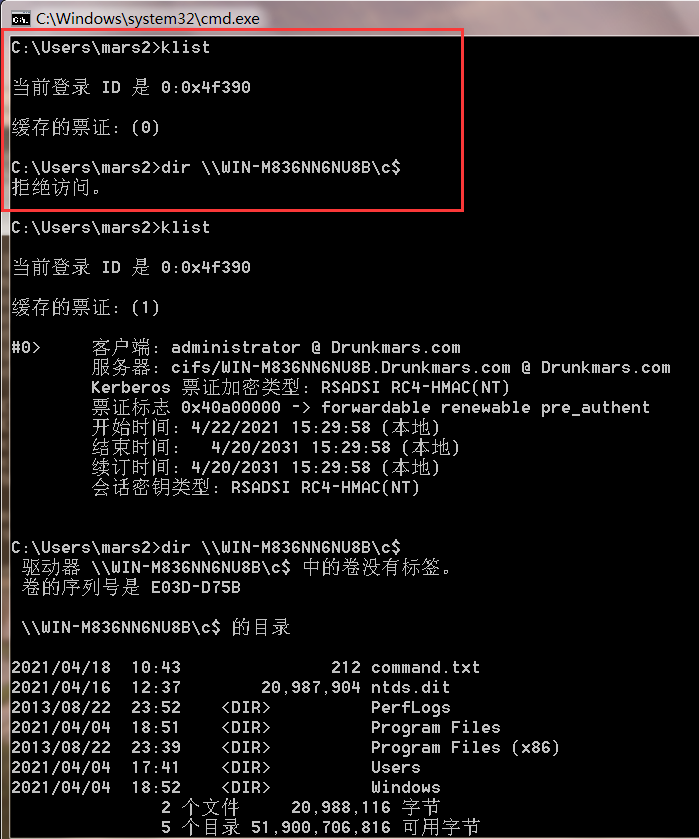 C:\Windows\system32\cmd.exe
C:\Users\mars2>klist
当前登录 ID 是 0:0x4f390
缓存的票证: (0)
C:\Users\mars2>dir \\WIN-M836NN6NU8B\c$
拒绝访问。
C:\Users\mars2>klist
当前登录 ID 是 0:0x4f390
缓存的票证: (1)
#0> 客户端: administrator @ Drunkmars.com
服务器: cifs/WIN-M836NN6NU8B.Drunkmars.com @ Drunkmars.com
Kerberos 票证加密类型: RSADSI RC4-HMAC(NT)
票证标志 0x40a00000 -> forwardable renewable pre_authent
开始时间: 4/22/2021 15:29:58 (本地)
结束时间: 4/20/2031 15:29:58 (本地)
续订时间: 4/20/2031 15:29:58 (本地)
会话密钥类型: RSADSI RC4-HMAC(NT)
C:\Users\mars2>dir \\WIN-M836NN6NU8B\c$
驱动器 \\WIN-M836NN6NU8B\c$ 中的卷没有标签。
卷的序列号是 E03D-D75B
\\WIN-M836NN6NU8B\c$ 的目录
2021/04/18 10:43 212 command.txt
2021/04/16 12:37 20,987,904 ntds.dit
2013/08/22 23:52 <DIR> PerfLogs
2021/04/04 18:51 <DIR> Program Files
2013/08/22 23:39 <DIR> Program Files (x86)
2021/04/04 17:41 <DIR> Users
2021/04/04 18:52 <DIR> Windows
2 个文件 20,988,116 字节
5 个目录 51,900,706,816 可用字节